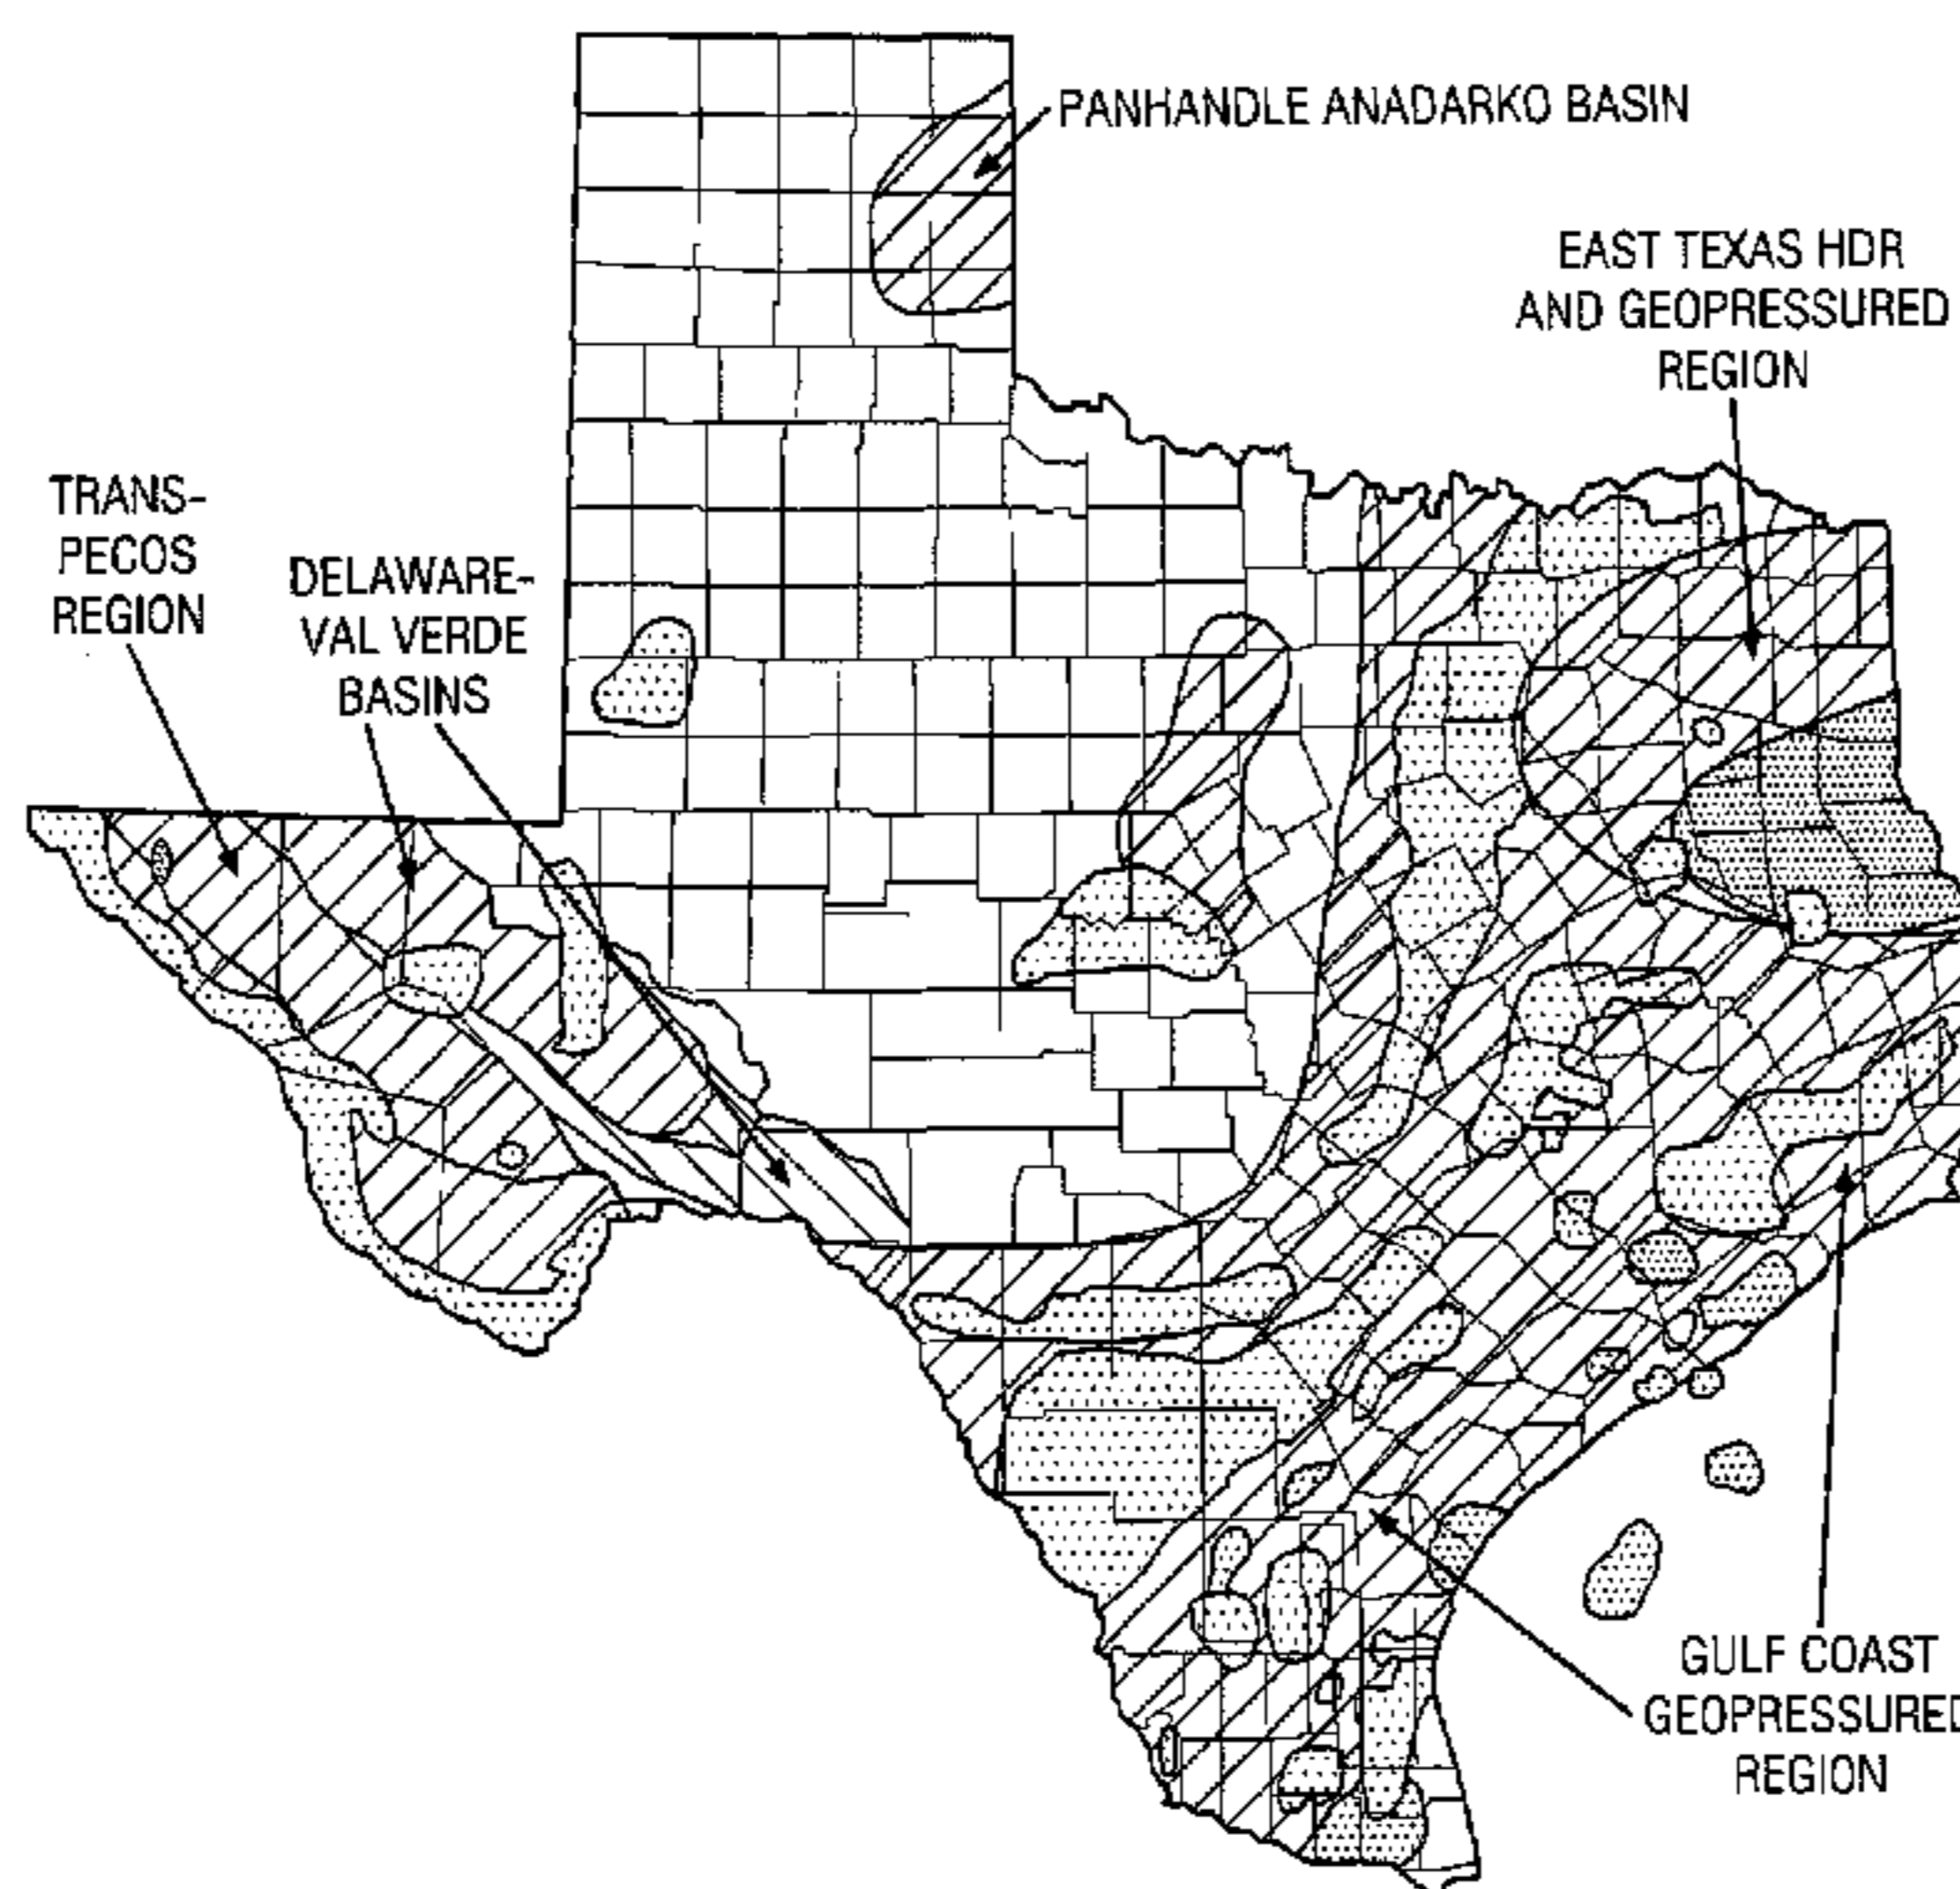 PANHANDLE ANADARKO BASIN
EAST TEXAS HDR
AND GEOPRESSURED
REGION
TRANS-
PECOS
REGION
DELAWARE-
VAL VERDE
BASINS
GULF COAST
GEOPRESSURED
REGION